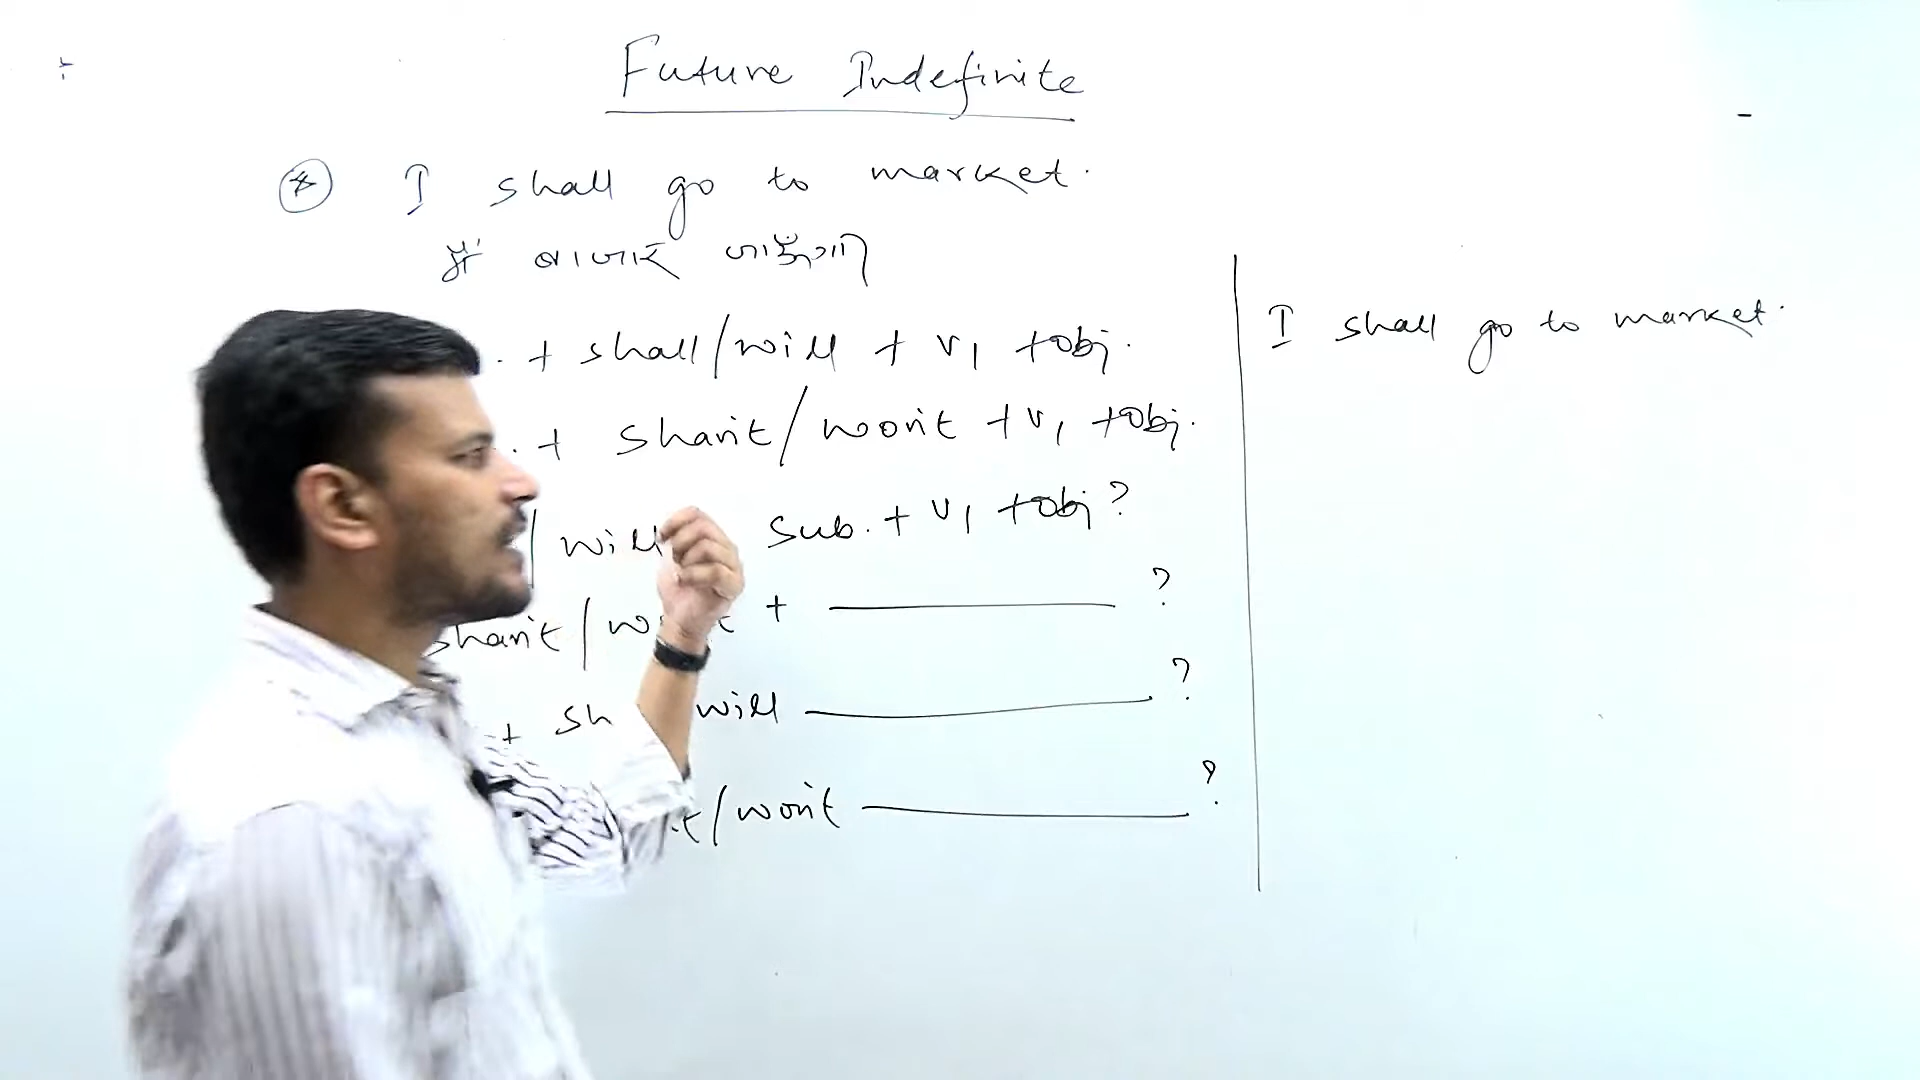 Future Indefinite
* I shall go to market.
मैं बाजार जाऊँगा
. + shall/will + V1 + obj.
. + shan't/won't + V1 + obj.
/ will sub. + V1 + obj ?
shan't / + ?
+ sh will ?
/won't ?
I shall go to market.